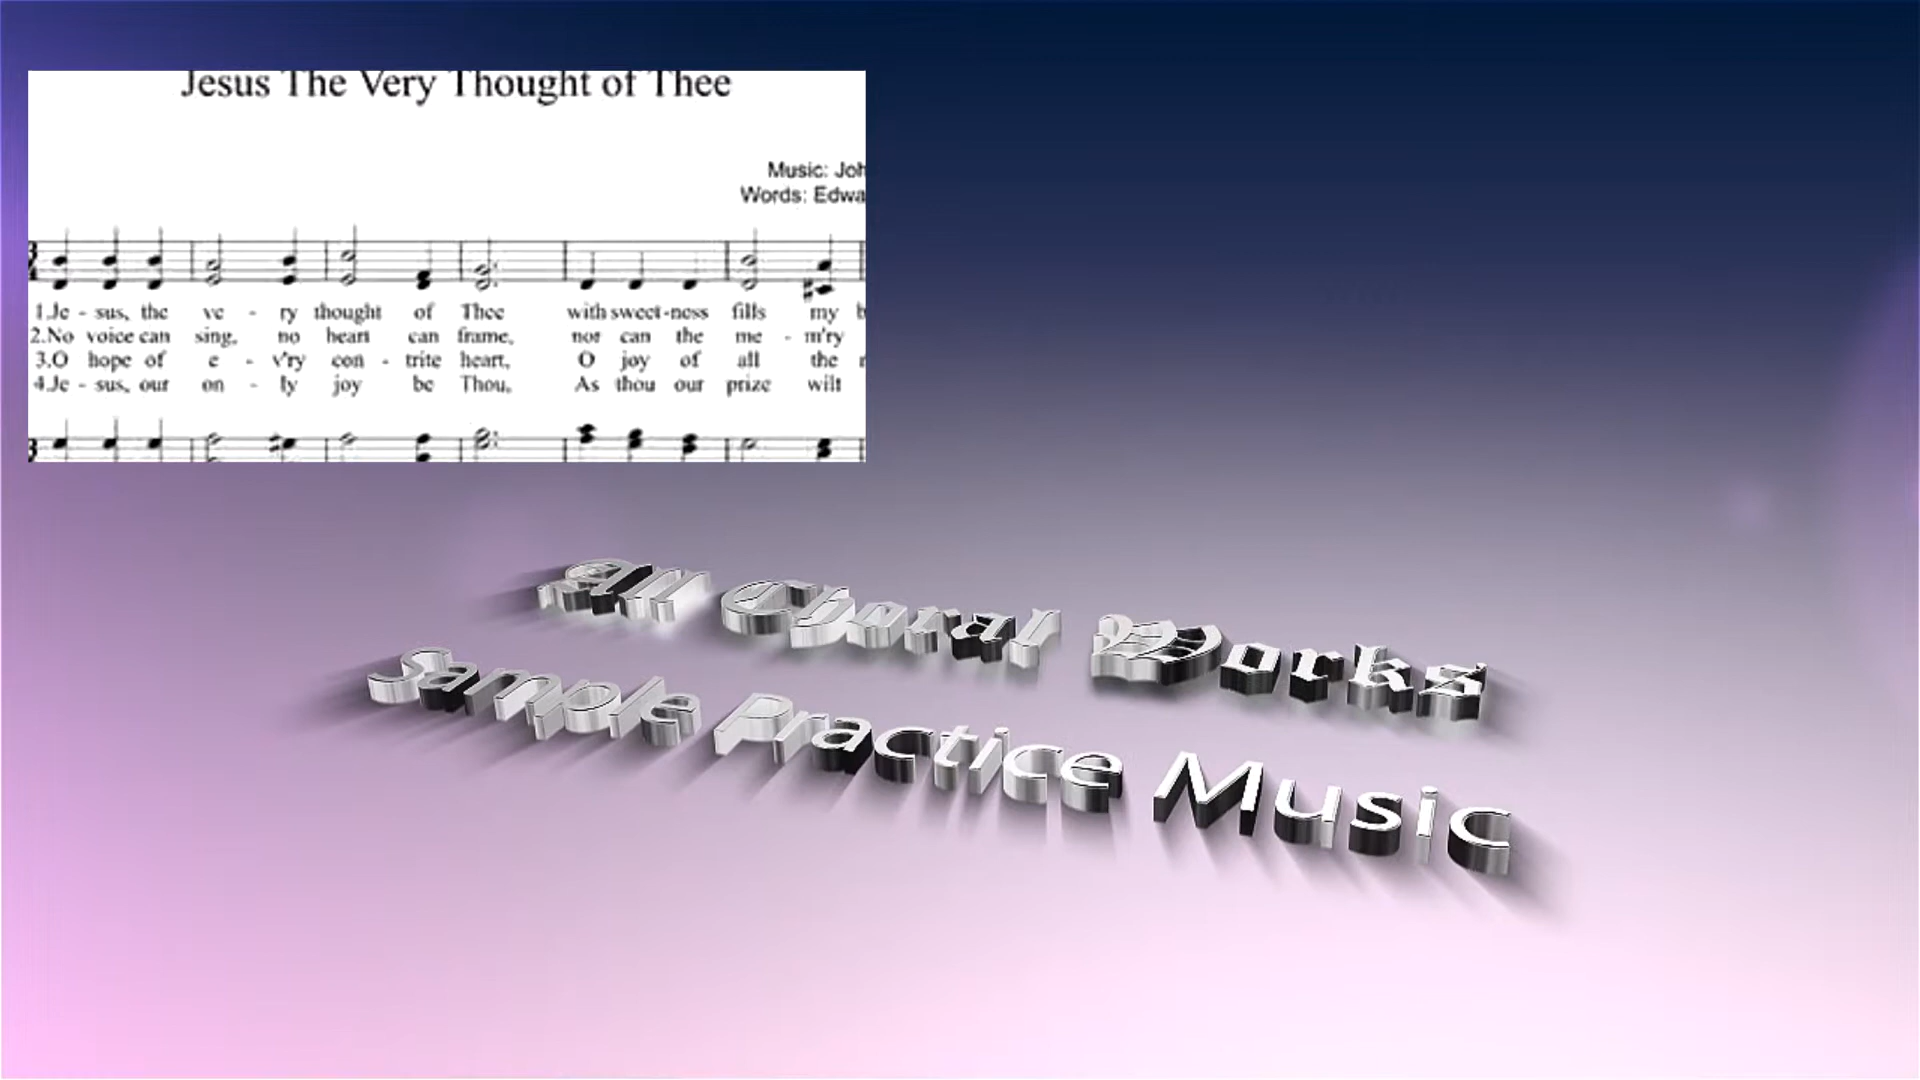 Jesus The Very Thought of Thee
Music: Joh
Words: Edwa
1.Je - sus, the ve - ry thought of Thee with sweet-ness fills my b
2.No voice can sing, no heart can frame, nor can the me - m'ry
3.O hope of e - v'ry con - trite heart, O joy of all the
4.Je - sus, our on - ly joy be Thou, As thou our prize wilt
All Choral Works
Sample Practice Music